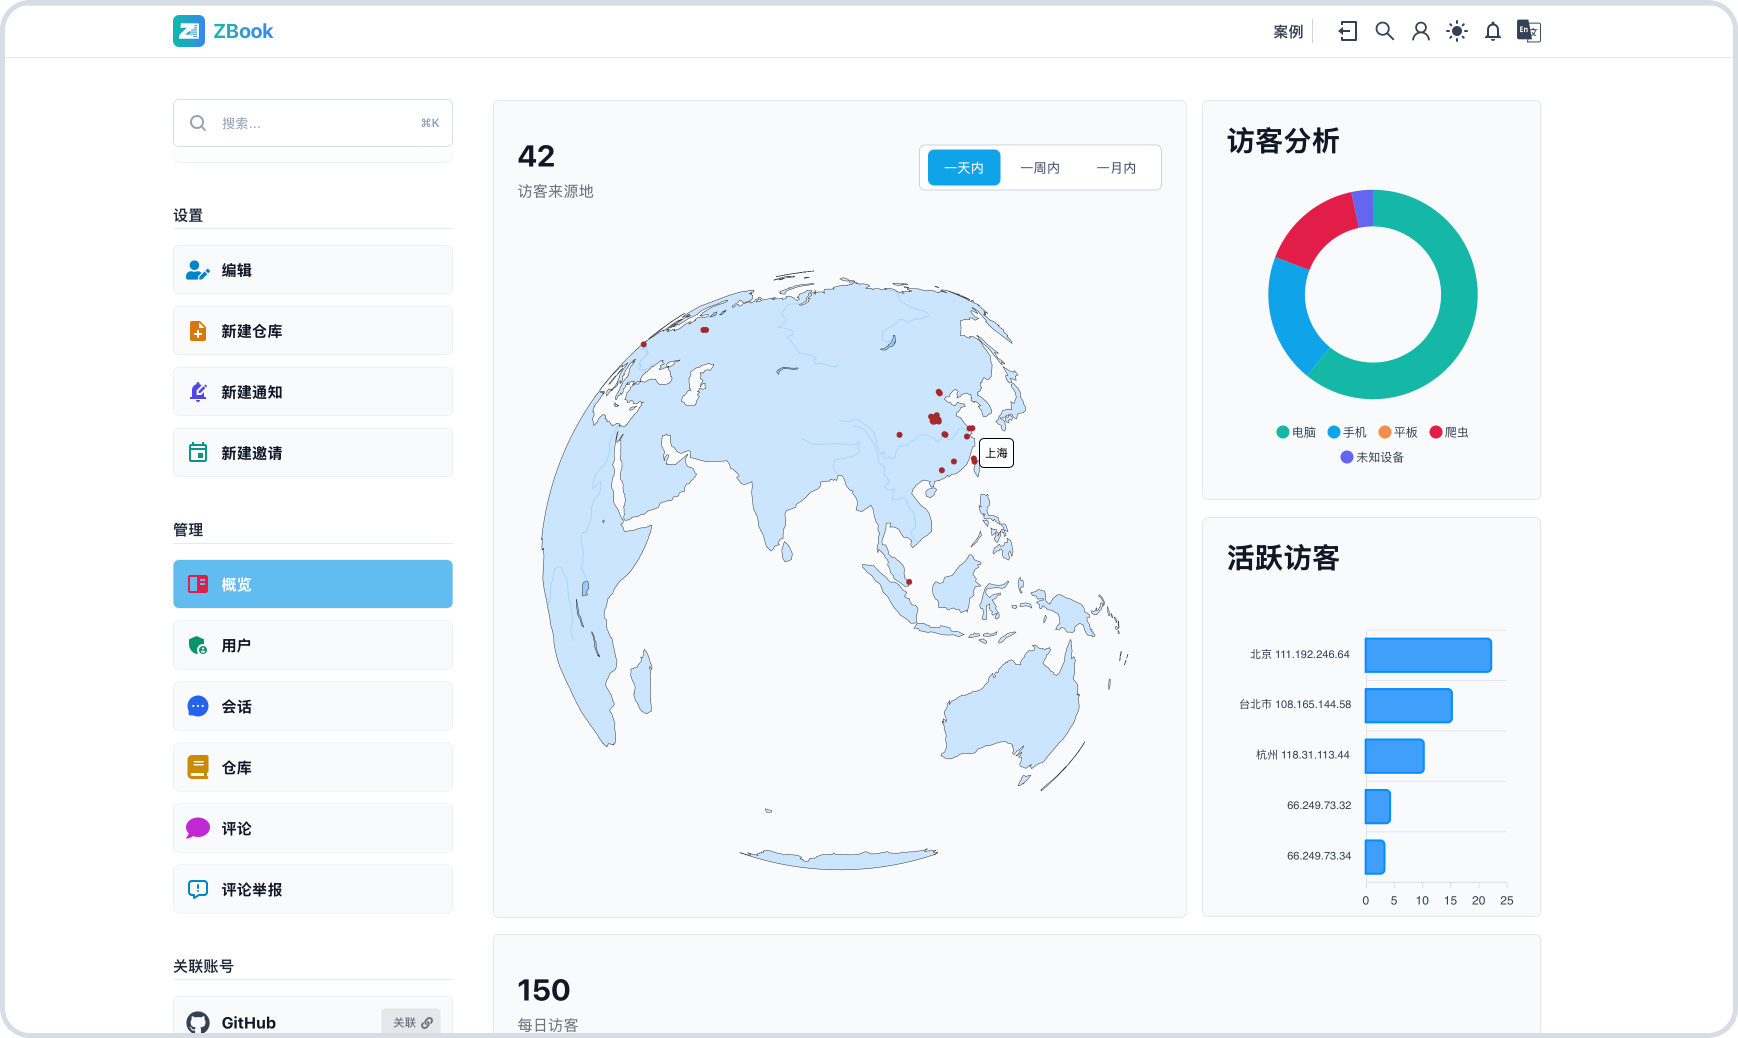 ZBook
案例
En
文
搜索...
⌘K
设置
编辑
新建仓库
新建通知
新建邀请
管理
概览
用户
会话
仓库
评论
评论举报
关联账号
GitHub
关联
42
访客来源地
一天内
一周内
一月内
上海
访客分析
电脑
手机
平板
爬虫
未知设备
活跃访客
北京 111.192.246.64
台北市 108.165.144.58
杭州 118.31.113.44
66.249.73.32
66.249.73.34
0 5 10 15 20 25
150
每日访客